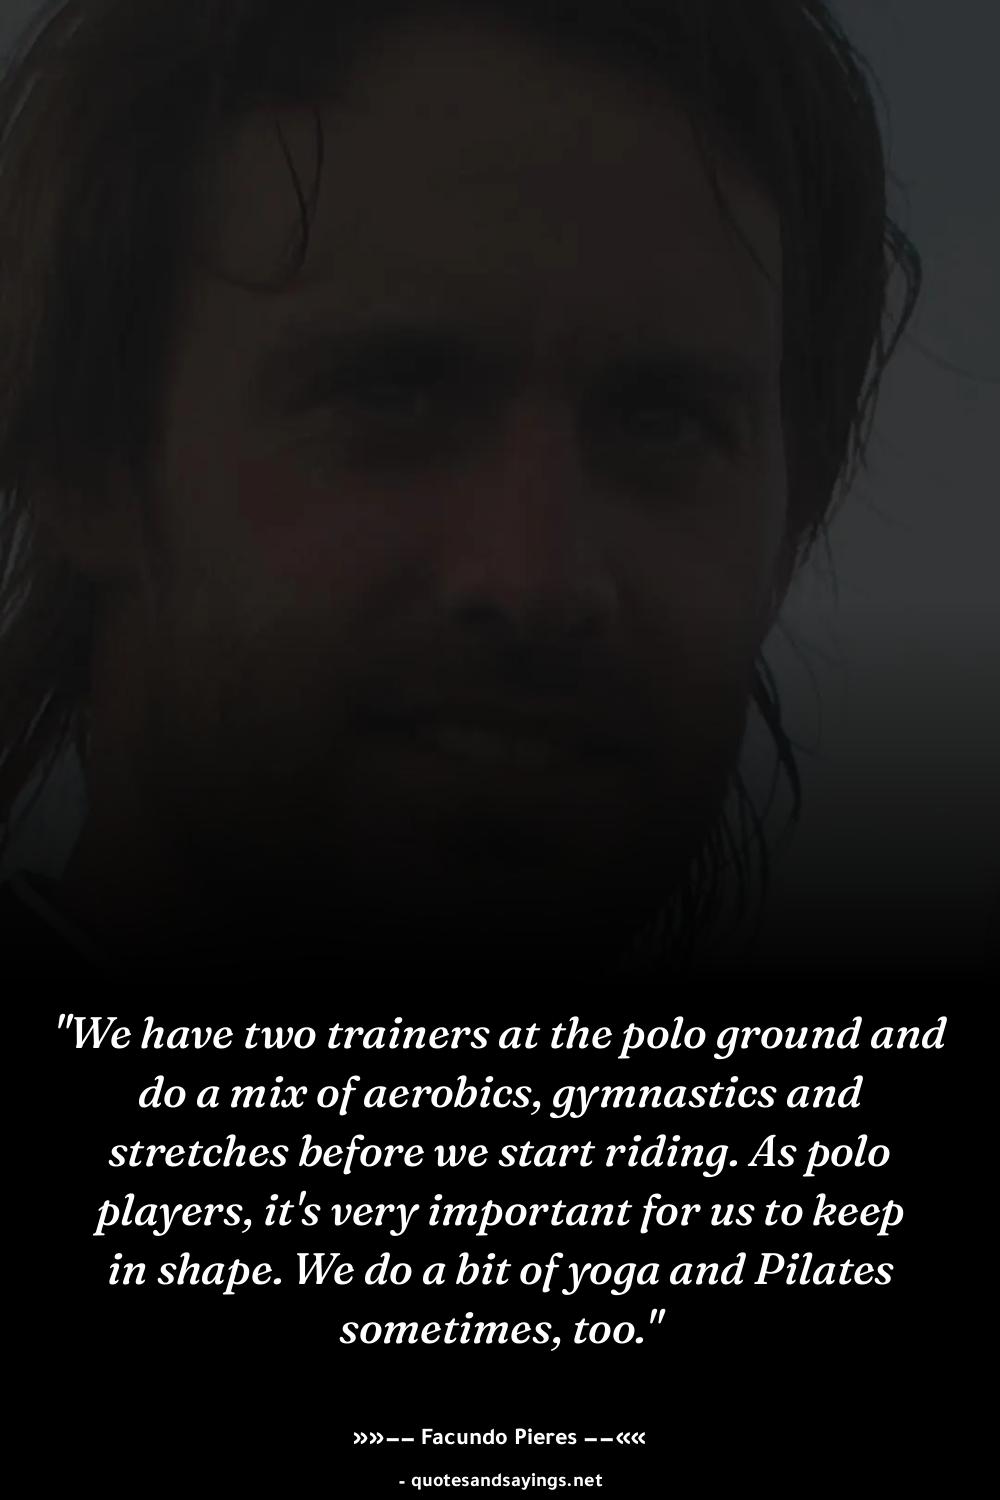 "We have two trainers at the polo ground and
do a mix of aerobics, gymnastics and
stretches before we start riding. As polo
players, it's very important for us to keep
in shape. We do a bit of yoga and Pilates
sometimes, too."
»»—— Facundo Pieres ——««
- quotesandsayings.net